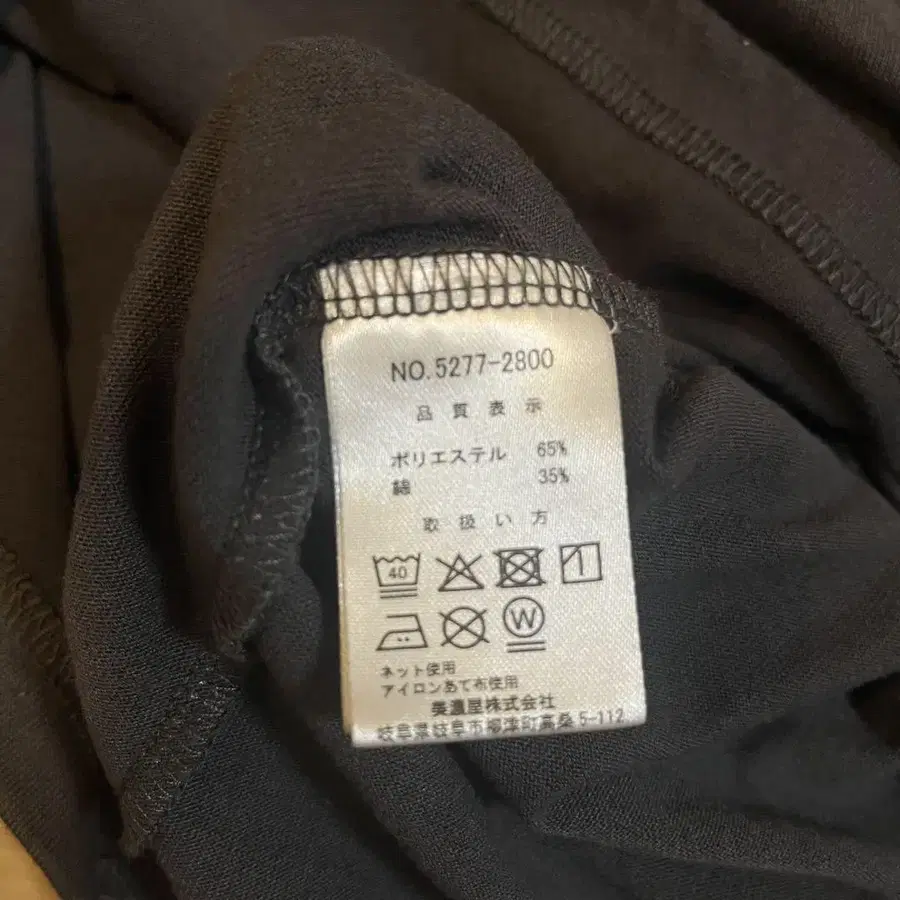 NO.5277-2800
品質表示
ポリエステル 65%
綿 35%
取扱い方
40
W
ネット使用
アイロンあて布使用
美濃屋株式会社
岐阜県岐阜市柳津町高桑5-112